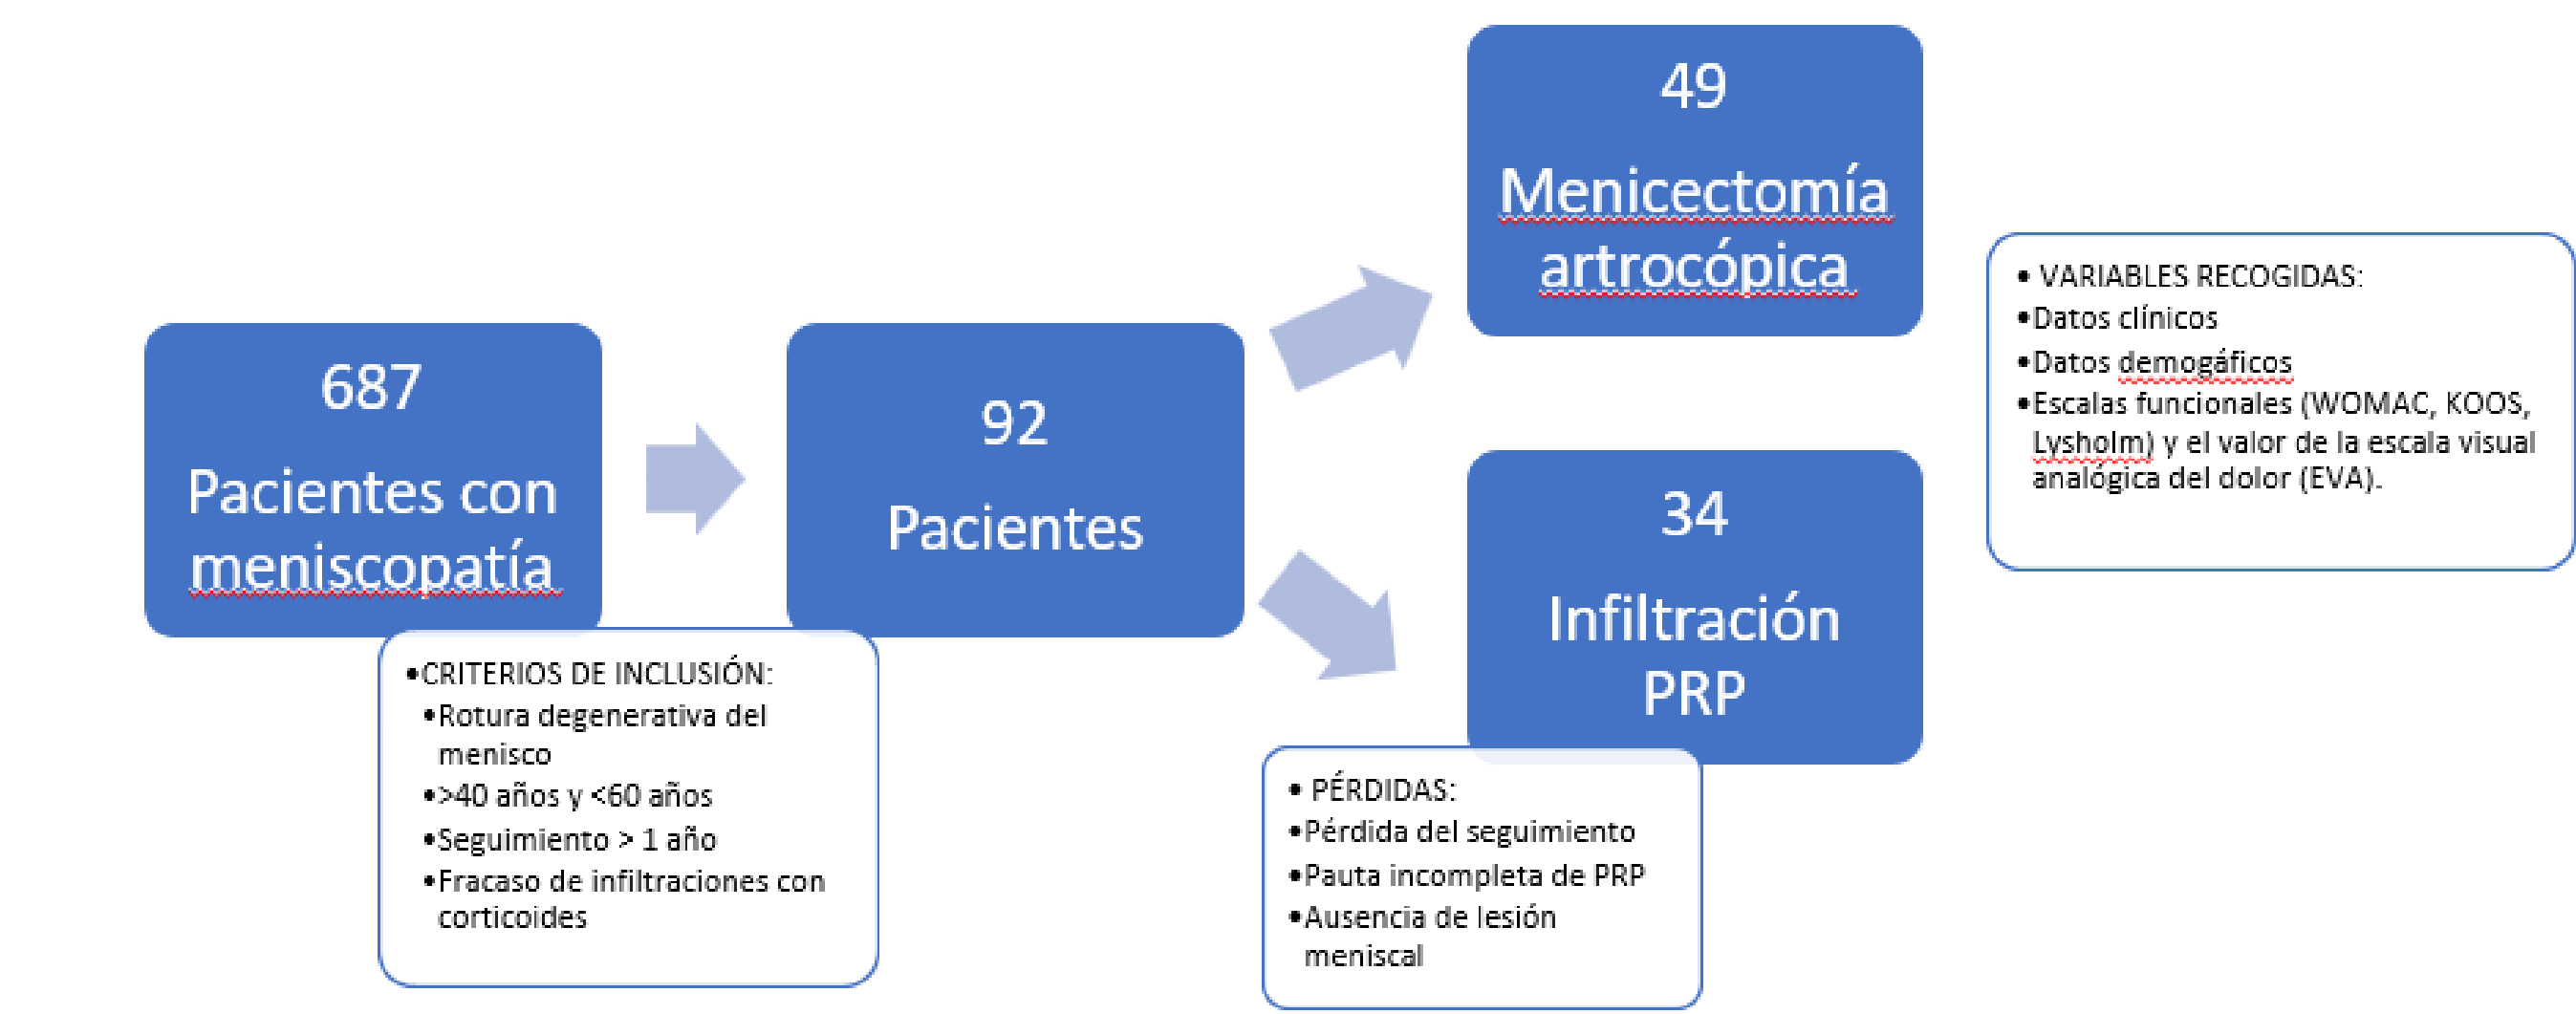 687
Pacientes con
meniscopatía
•CRITERIOS DE INCLUSIÓN:
•Rotura degenerativa del
menisco
•>40 años y <60 años
•Seguimiento > 1 año
•Fracaso de infiltraciones con
corticoides
92
Pacientes
49
Menicectomía
artrocópica
34
Infiltración
PRP
• PÉRDIDAS:
•Pérdida del seguimiento
•Pauta incompleta de PRP
•Ausencia de lesión
meniscal
• VARIABLES RECOGIDAS:
•Datos clínicos
•Datos demogáficos
•Escalas funcionales (WOMAC, KOOS,
Lysholm) y el valor de la escala visual
analógica del dolor (EVA).